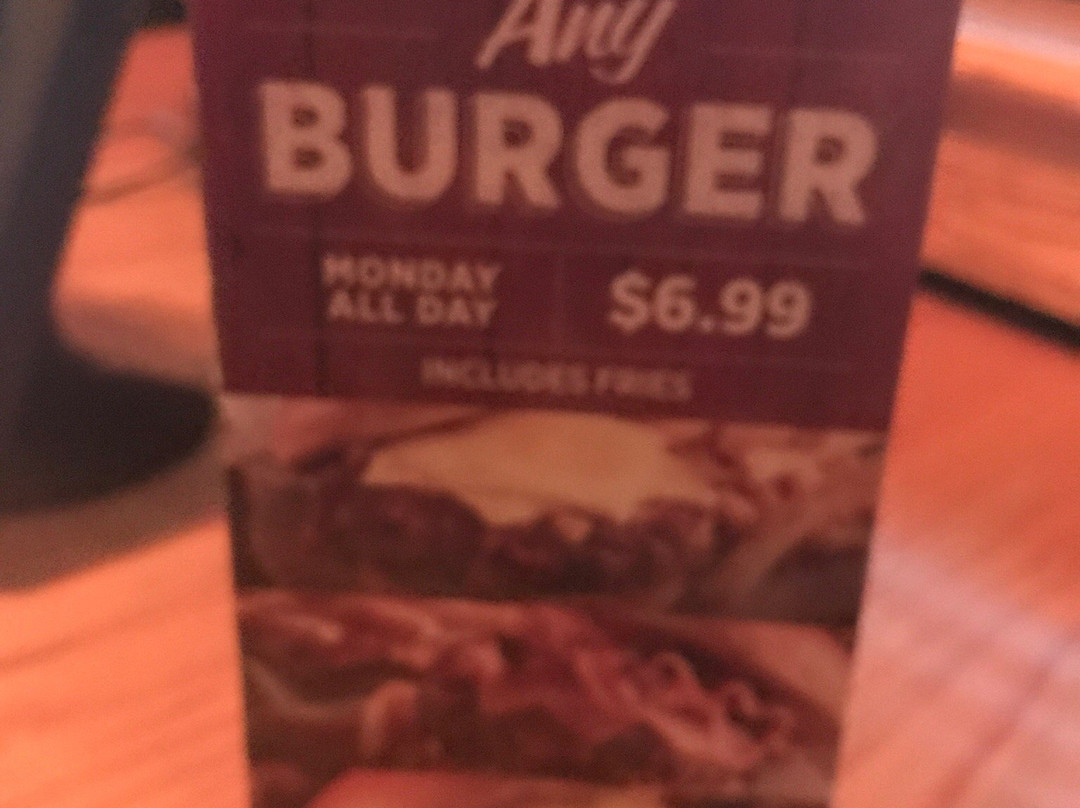 Any
BURGER
MONDAY
ALL DAY
$6.99
INCLUDES FRIES